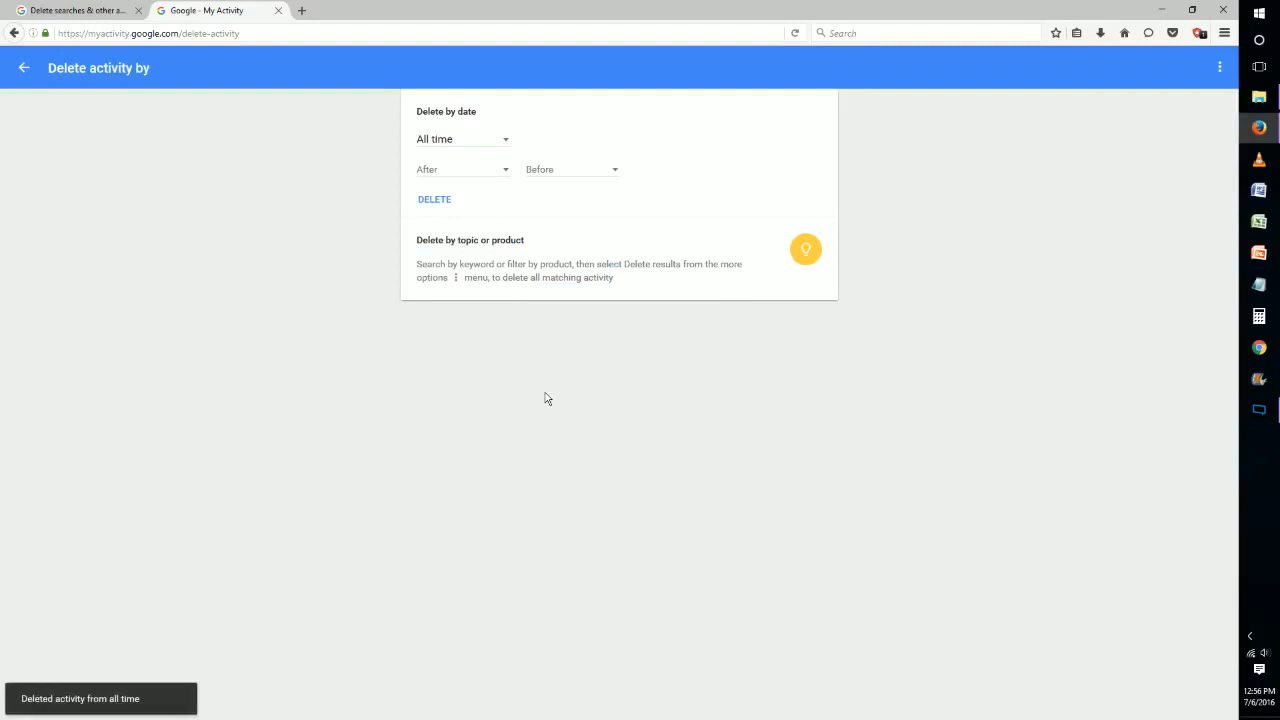 Delete searches & other a...
Google - My Activity
https://myactivity.google.com/delete-activity
Search
Delete activity by
Delete by date
All time
After
Before
DELETE
Delete by topic or product
Search by keyword or filter by product, then select Delete results from the more
options menu, to delete all matching activity
Deleted activity from all time
12:56 PM
7/6/2016